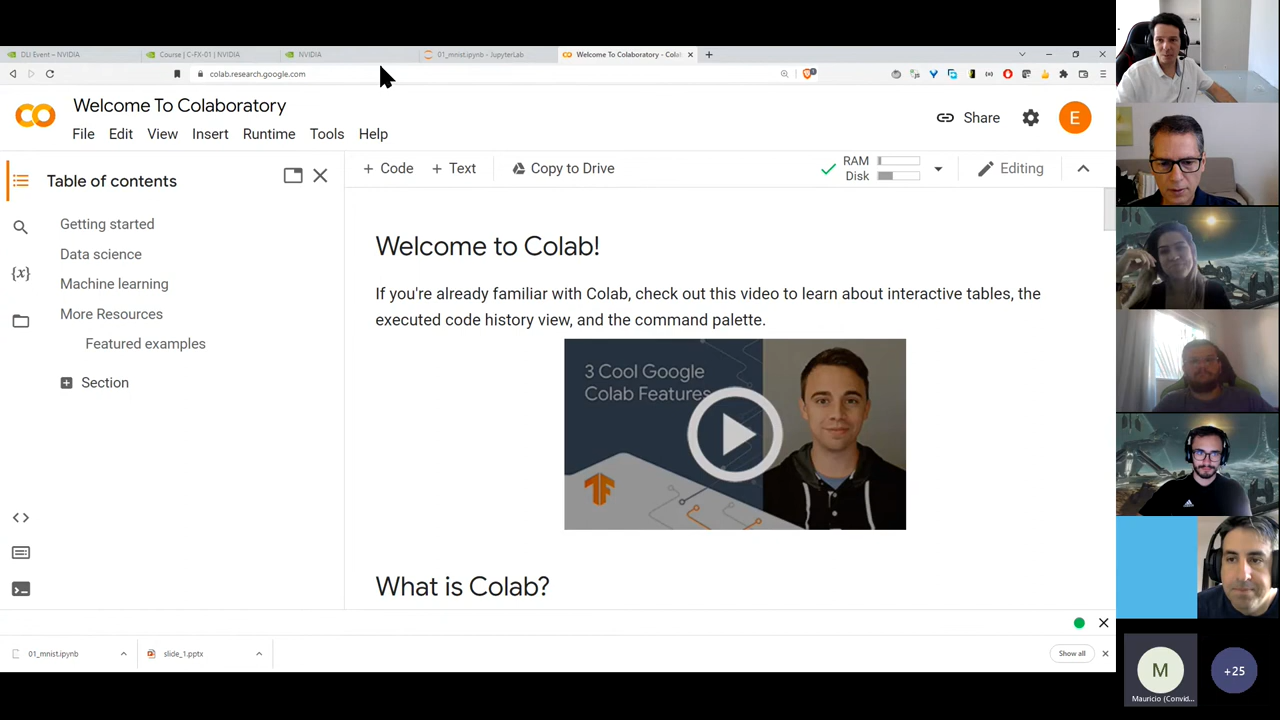 DLI Event – NVIDIA
Course | C-FX-01 | NVIDIA
NVIDIA
01_mnist.ipynb - JupyterLab
Welcome To Colaboratory - Colab
colab.research.google.com
Welcome To Colaboratory
File Edit View Insert Runtime Tools Help
Share
E
Table of contents
Getting started
Data science
Machine learning
More Resources
Featured examples
Section
+ Code + Text
Copy to Drive
RAM
Disk
Editing
Welcome to Colab!
If you're already familiar with Colab, check out this video to learn about interactive tables, the
executed code history view, and the command palette.
3 Cool Google
Colab Features
What is Colab?
01_mnist.ipynb
slide_1.pptx
Show all
M
Mauricio (Convid...
+25